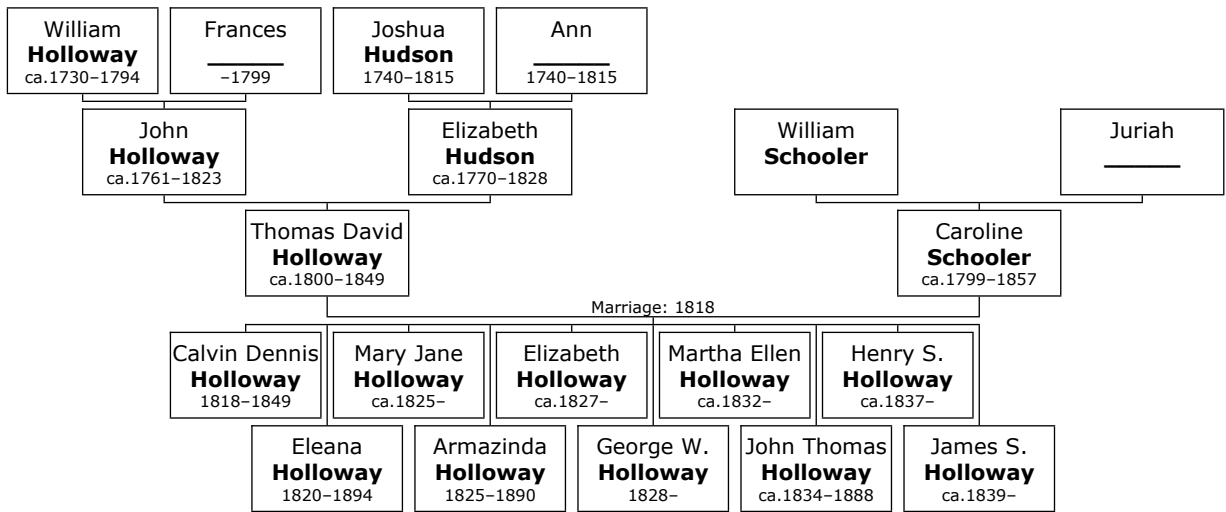 William
Holloway
ca.1730–1794
Frances
______
–1799
Joshua
Hudson
1740–1815
Ann
______
1740–1815
John
Holloway
ca.1761–1823
Elizabeth
Hudson
ca.1770–1828
William
Schooler
Juriah
______
Thomas David
Holloway
ca.1800–1849
Caroline
Schooler
ca.1799–1857
Marriage: 1818
Calvin Dennis
Holloway
1818–1849
Mary Jane
Holloway
ca.1825–
Elizabeth
Holloway
ca.1827–
Martha Ellen
Holloway
ca.1832–
Henry S.
Holloway
ca.1837–
Eleana
Holloway
1820–1894
Armazinda
Holloway
1825–1890
George W.
Holloway
1828–
John Thomas
Holloway
ca.1834–1888
James S.
Holloway
ca.1839–